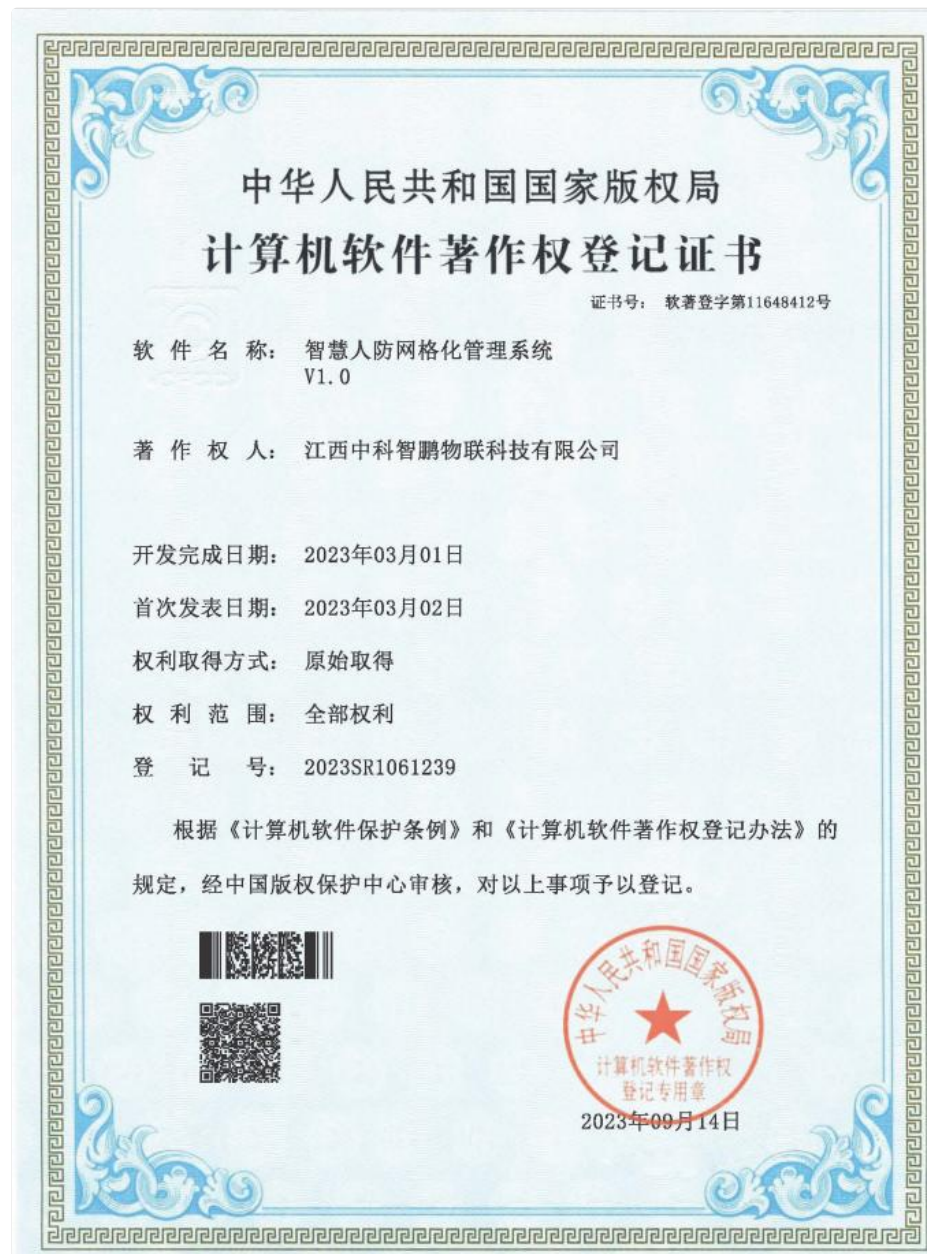 中华人民共和国国家版权局
计算机软件著作权登记证书
证书号： 软著登字第11648412号
软件名称： 智慧人防网格化管理系统
V1.0
著作权人： 江西中科智鹏物联科技有限公司
开发完成日期： 2023年03月01日
首次发表日期： 2023年03月02日
权利取得方式： 原始取得
权利范围： 全部权利
登记号： 2023SR1061239
根据《计算机软件保护条例》和《计算机软件著作权登记办法》的
规定，经中国版权保护中心审核，对以上事项予以登记。
中华人民共和国国家版权局
计算机软件著作权
登记专用章
2023年09月14日